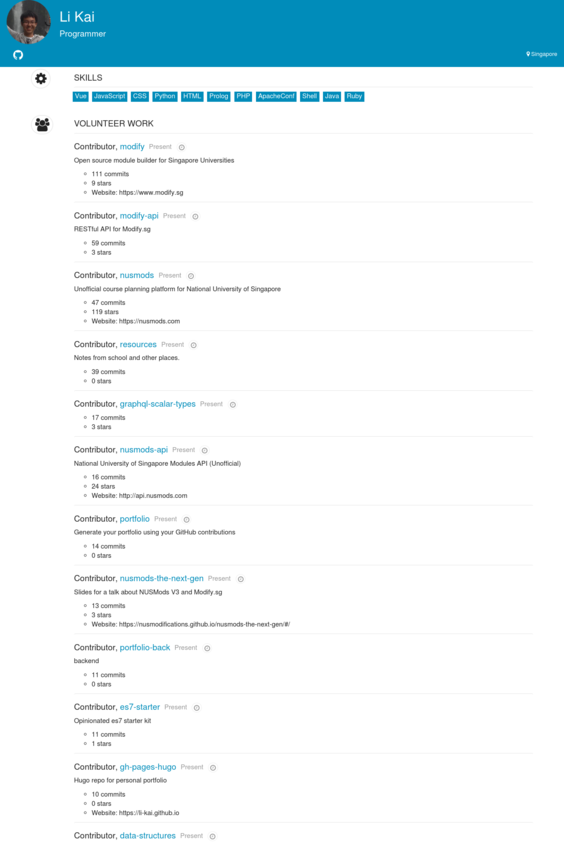 Li Kai
Programmer
Singapore
SKILLS
Vue JavaScript CSS Python HTML Prolog PHP ApacheConf Shell Java Ruby
VOLUNTEER WORK
Contributor, modify Present
Open source module builder for Singapore Universities
111 commits
9 stars
Website: https://www.modify.sg
Contributor, modify-api Present
RESTful API for Modify.sg
59 commits
3 stars
Contributor, nusmods Present
Unofficial course planning platform for National University of Singapore
47 commits
119 stars
Website: https://nusmods.com
Contributor, resources Present
Notes from school and other places.
39 commits
0 stars
Contributor, graphql-scalar-types Present
17 commits
3 stars
Contributor, nusmods-api Present
National University of Singapore Modules API (Unofficial)
16 commits
24 stars
Website: http://api.nusmods.com
Contributor, portfolio Present
Generate your portfolio using your GitHub contributions
14 commits
0 stars
Contributor, nusmods-the-next-gen Present
Slides for a talk about NUSMods V3 and Modify.sg
13 commits
3 stars
Website: https://nusmodifications.github.io/nusmods-the-next-gen/#/
Contributor, portfolio-back Present
backend
11 commits
0 stars
Contributor, es7-starter Present
Opinionated es7 starter kit
11 commits
1 stars
Contributor, gh-pages-hugo Present
Hugo repo for personal portfolio
10 commits
0 stars
Website: https://li-kai.github.io
Contributor, data-structures Present